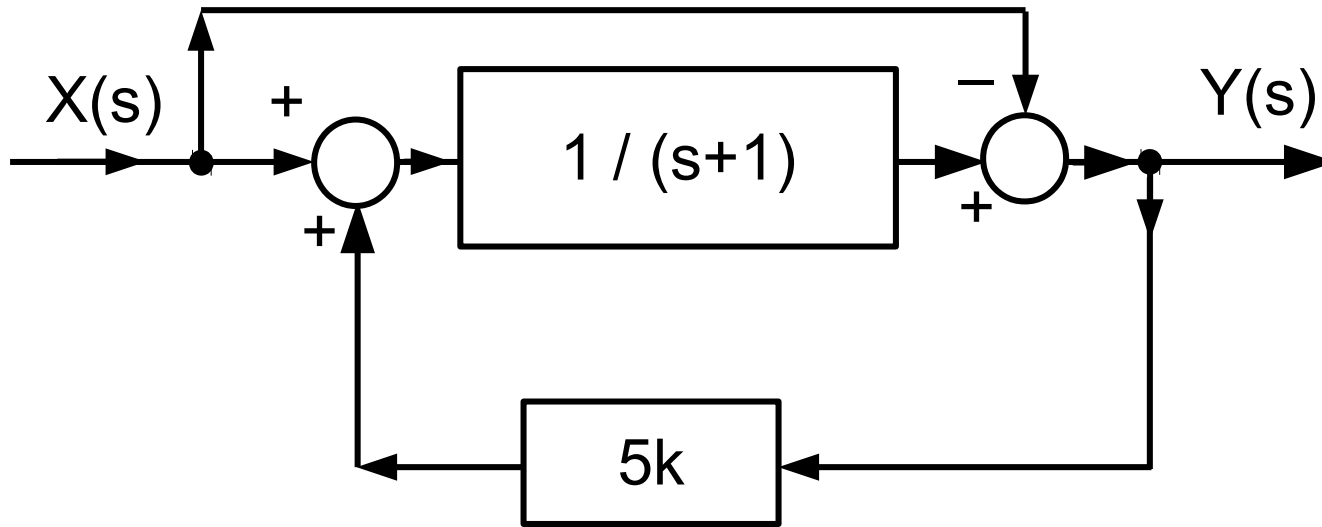 X(s)
+
+
1 / (s+1)
−
+
Y(s)
5k